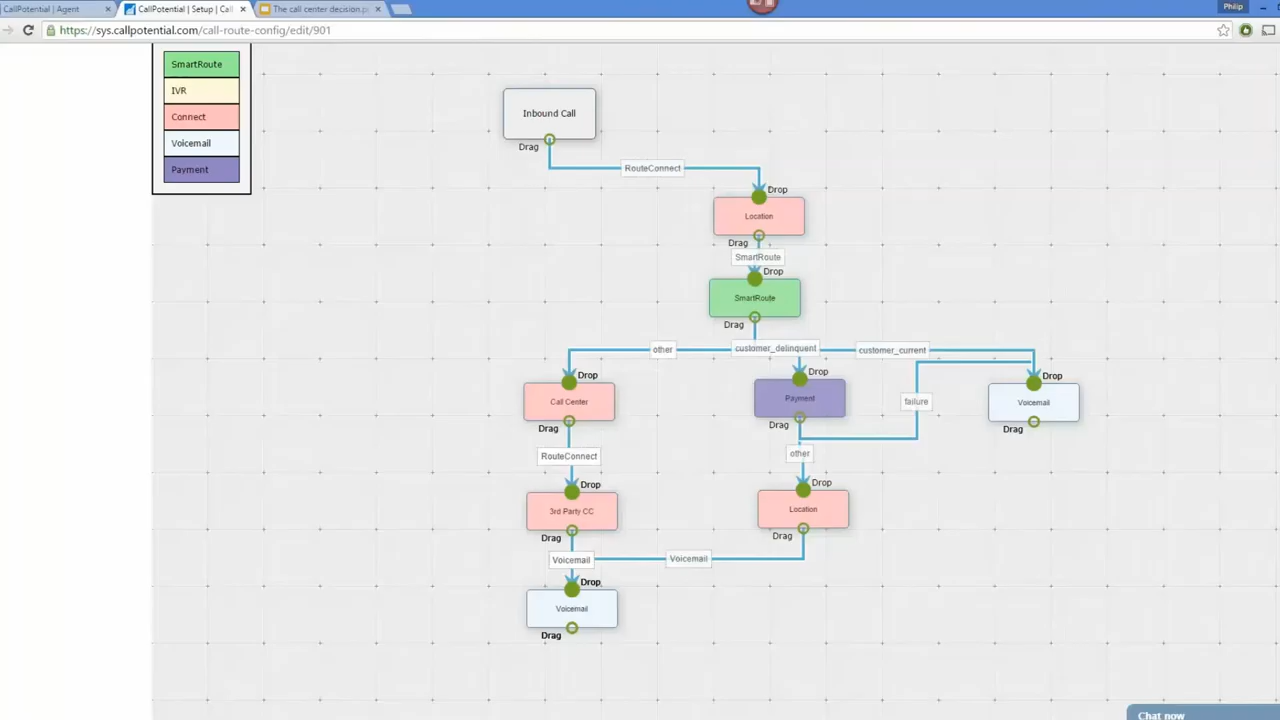 CallPotential | Agent
CallPotential | Setup | Call
The call center decision.p
Philip
https://sys.callpotential.com/call-route-config/edit/901
SmartRoute
IVR
Connect
Voicemail
Payment
Inbound Call
Drag
RouteConnect
Drop
Location
Drag
SmartRoute
Drop
SmartRoute
Drag
other
customer_delinquent
customer_current
Drop
Drop
Drop
Call Center
Payment
failure
Voicemail
Drag
Drag
Drag
RouteConnect
other
Drop
Drop
3rd Party CC
Location
Drag
Drag
Voicemail
Voicemail
Drop
Voicemail
Drag
Chat now